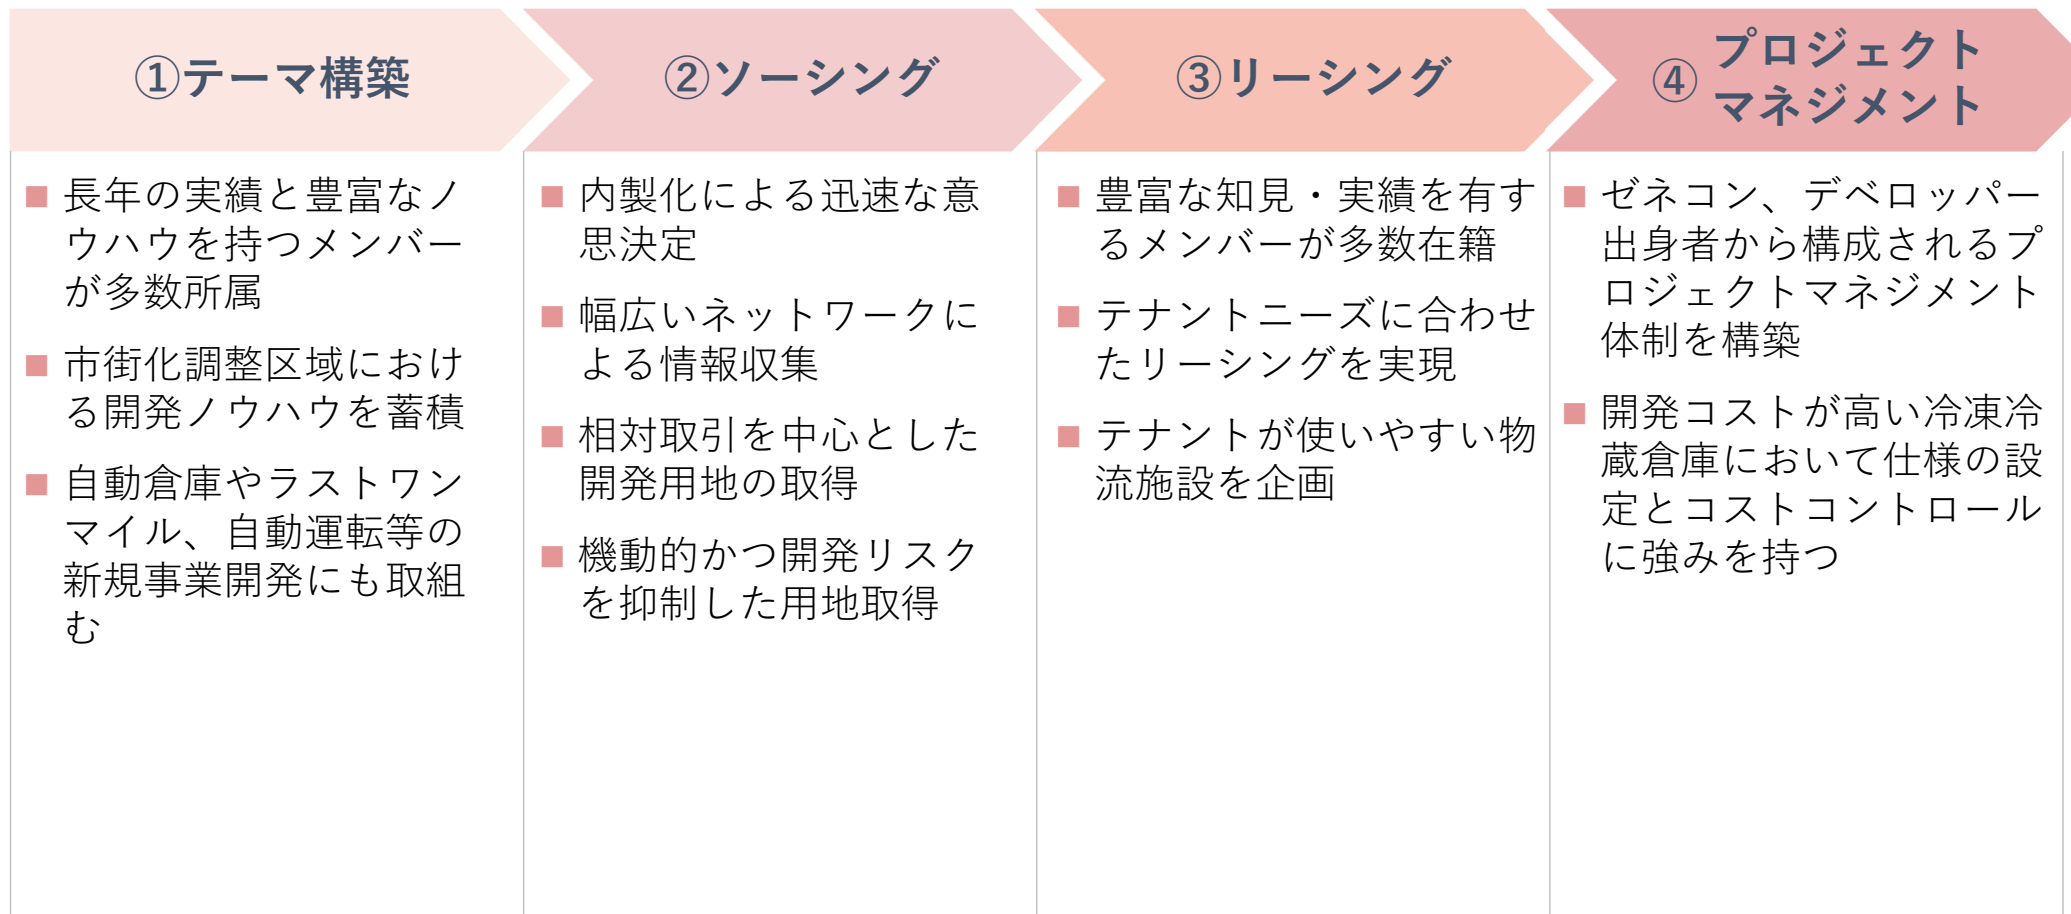 ①テーマ構築
■ 長年の実績と豊富なノ
ウハウを持つメンバー
が多数所属
■ 市街化調整区域におけ
る開発ノウハウを蓄積
■ 自動倉庫やラストワン
マイル、自動運転等の
新規事業開発にも取組
む
②ソーシング
■ 内製化による迅速な意
思決定
■ 幅広いネットワークに
よる情報収集
■ 相対取引を中心とした
開発用地の取得
■ 機動的かつ開発リスク
を抑制した用地取得
③リーシング
■ 豊富な知見・実績を有す
るメンバーが多数在籍
■ テナントニーズに合わせ
たリーシングを実現
■ テナントが使いやすい物
流施設を企画
④プロジェクト
マネジメント
■ ゼネコン、デベロッパー
出身者から構成されるプ
ロジェクトマネジメント
体制を構築
■ 開発コストが高い冷凍冷
蔵倉庫において仕様の設
定とコストコントロール
に強みを持つ